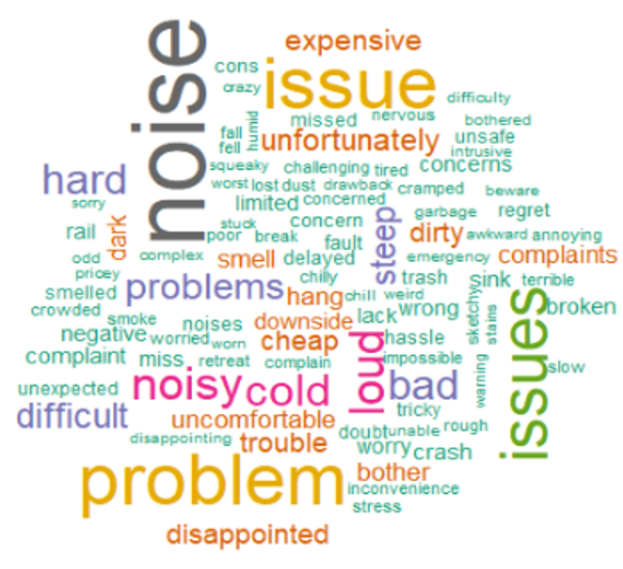 noise
expensive
cons
issue
crazy
difficulty
missed
nervous
bothered
humid
fall
fell
unfortunately
unsafe
intrusive
squeaky
challenging
tired
concerns
hard
worst
lost
dust
drawback
cramped
beware
sorry
limited
concerned
rail
dark
stuck
concern
steep
garbage
regret
poor
break
fault
dirty
awkward
annoying
odd
complex
smell
delayed
emergency
complaints
pricey
chilly
trash
sink
terrible
smelled
problems
hang
chill
weird
sketchy
issues
crowded
smoke
noises
downside
lack
wrong
stains
broken
negative
worried
worn
cheap
loud
hassle
complaint
miss
retreat
complain
impossible
warning
slow
unexpected
noisy
cold
bad
difficult
uncomfortable
tricky
disappointing
trouble
doubt
unable
rough
worry
crash
problem
bother
inconvenience
stress
disappointed